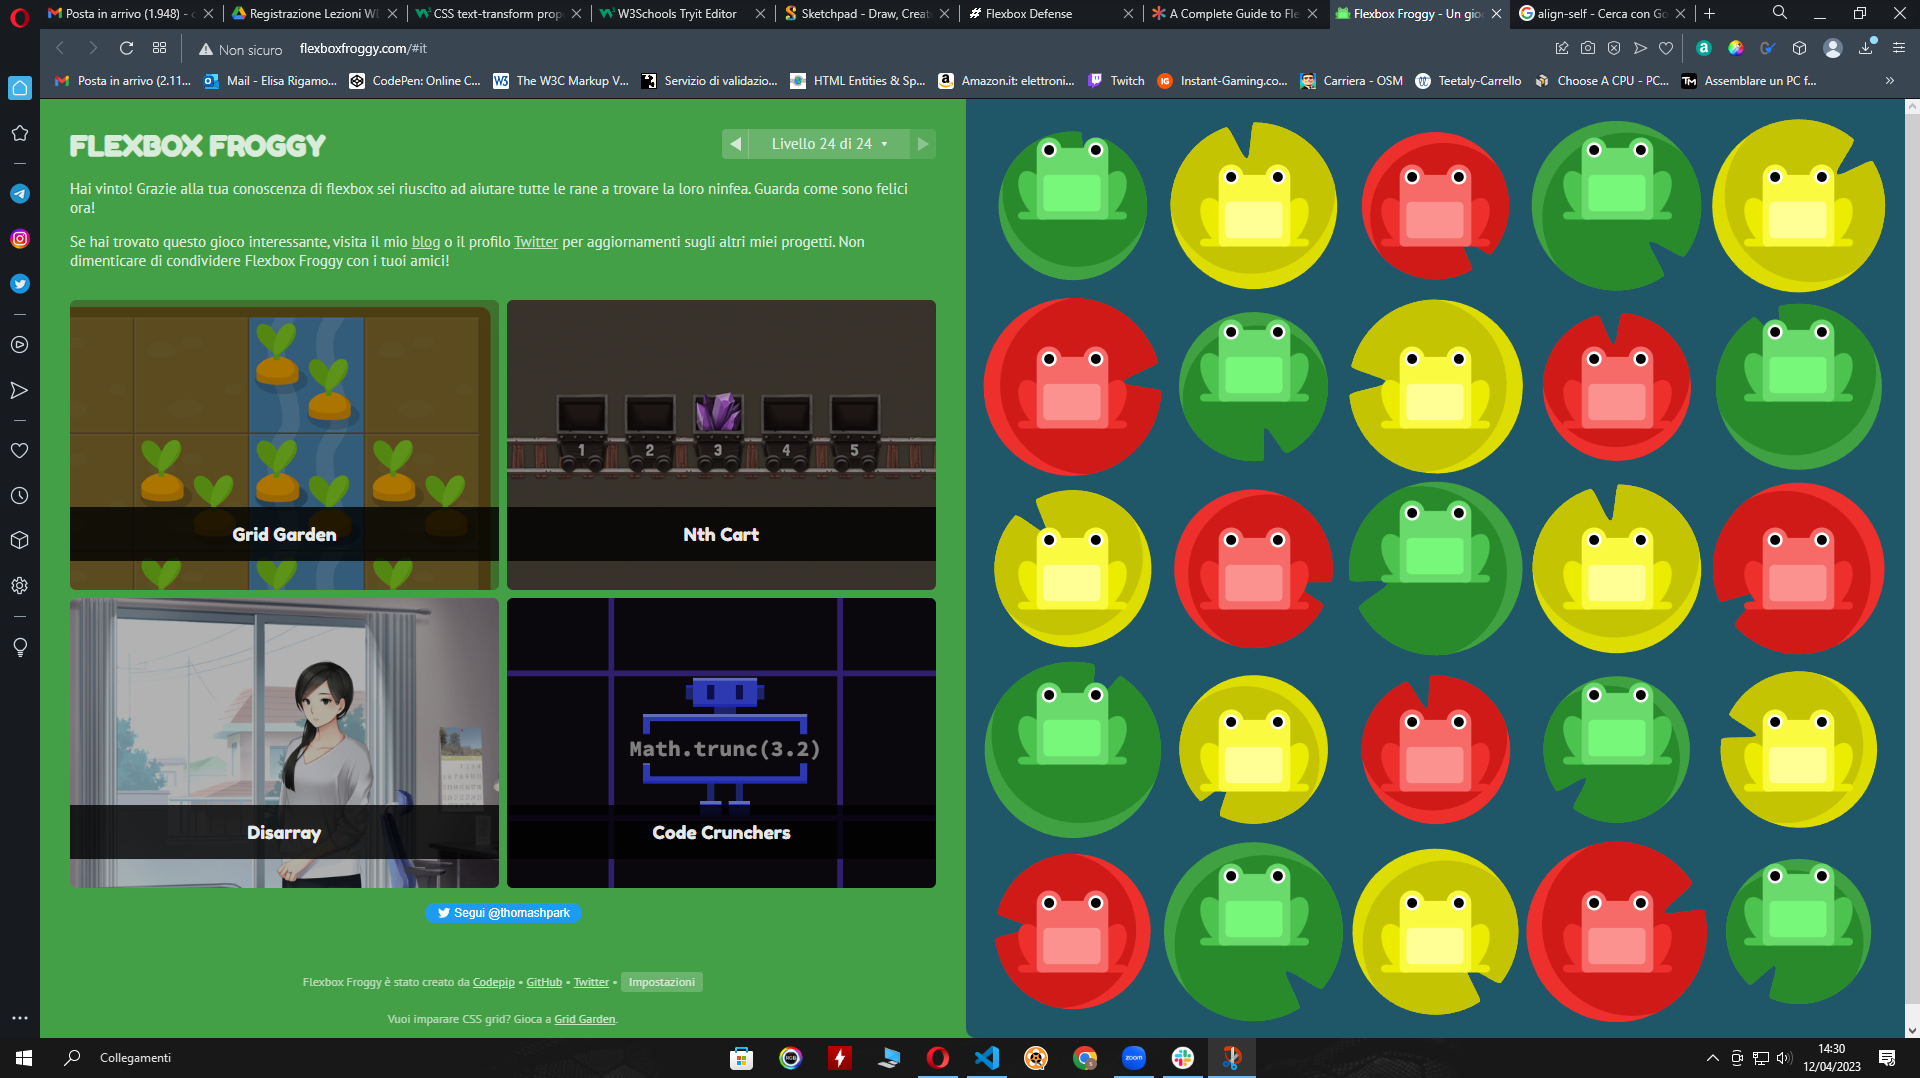 Posta in arrivo (1.948) - c
Registrazione Lezioni WD
CSS text-transform prop
W3Schools Tryit Editor
Sketchpad - Draw, Creat
Flexbox Defense
A Complete Guide to Fle
Flexbox Froggy - Un gio
align-self - Cerca con Go
Non sicuro
flexboxfroggy.com/#it
Posta in arrivo (2.11...
Mail - Elisa Rigamo...
CodePen: Online C...
The W3C Markup V...
Servizio di validazio...
HTML Entities & Sp...
Amazon.it: elettroni...
Twitch
Instant-Gaming.co...
Carriera - OSM
Teetaly-Carrello
Choose A CPU - PC...
Assemblare un PC f...
FLEXBOX FROGGY
Livello 24 di 24
Hai vinto! Grazie alla tua conoscenza di flexbox sei riuscito ad aiutare tutte le rane a trovare la loro ninfea. Guarda come sono felici
ora!
Se hai trovato questo gioco interessante, visita il mio blog o il profilo Twitter per aggiornamenti sugli altri miei progetti. Non
dimenticare di condividere Flexbox Froggy con i tuoi amici!
1 2 3 4 5
Grid Garden
Nth Cart
Math.trunc(3.2)
Disarray
Code Crunchers
Segui @thomashpark
Flexbox Froggy è stato creato da Codepip • GitHub • Twitter • Impostazioni
Vuoi imparare CSS grid? Gioca a Grid Garden.
Collegamenti
zoom
14:30
12/04/2023